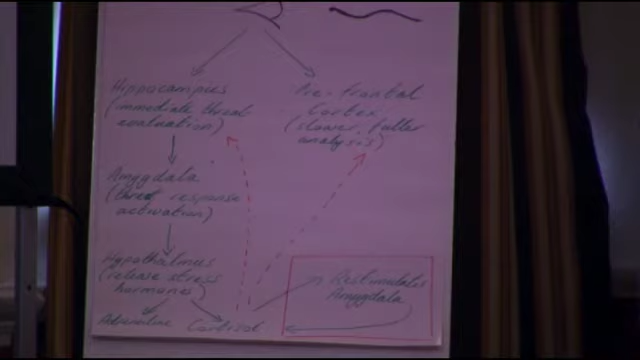 Hippocampus
(immediate threat
evaluation)
Pre-frontal
Cortex
(slower, fuller
analysis)
Amygdala
(threat response
activation)
Hypothalmus
(release stress
hormones)
Adrenaline
Cortisol
Restimulates
Amygdala